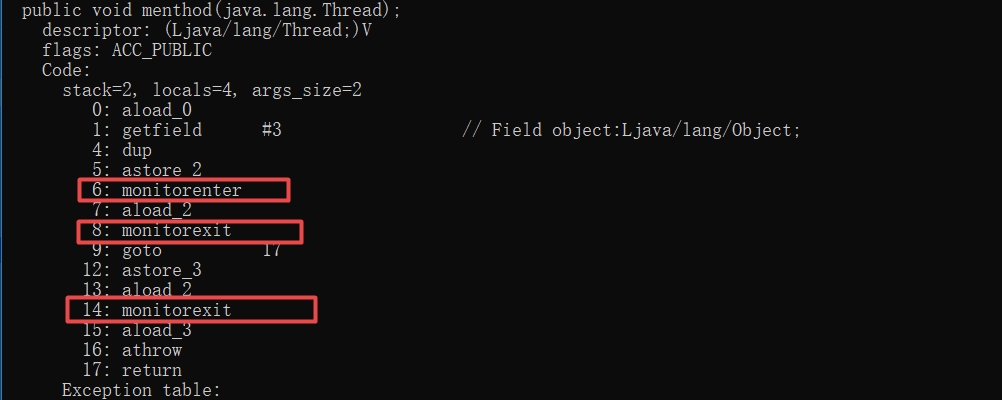 public void menthod(java.lang.Thread);
descriptor: (Ljava/lang/Thread;)V
flags: ACC_PUBLIC
Code:
stack=2, locals=4, args_size=2
0: aload_0
1: getfield #3 // Field object:Ljava/lang/Object;
4: dup
5: astore_2
6: monitorenter
7: aload_2
8: monitorexit
9: goto 17
12: astore_3
13: aload_2
14: monitorexit
15: aload_3
16: athrow
17: return
Exception table: